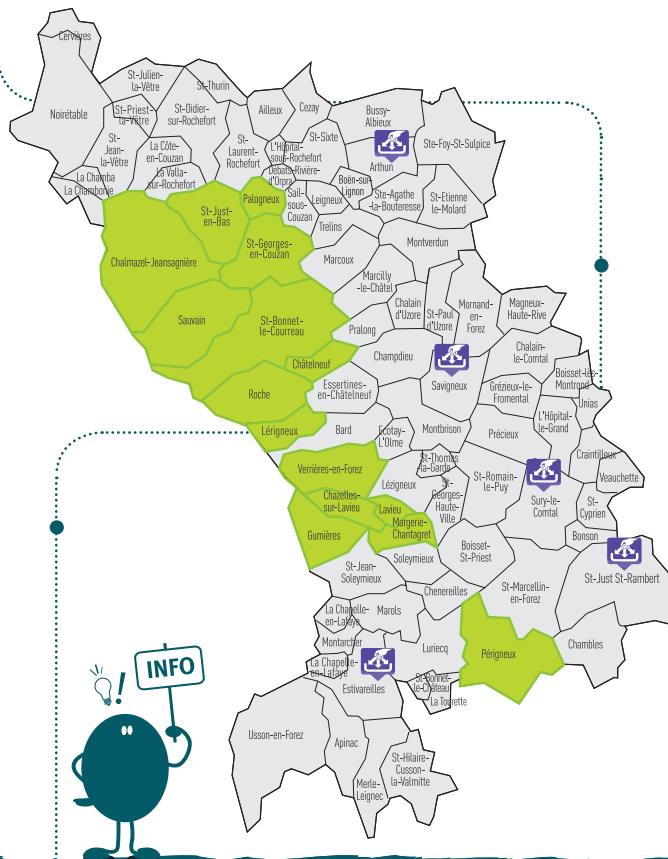 Cervières
Noirétable
St-Julien-
la-Vêtre
St-Thurin
St-Priest-
la-Vêtre
St-Didier-
sur-Rochefort
Ailleux
Cezay
Bussy-
Albieux
St-
Jean-
la-Vêtre
La Côte-
en-Couzan
St-
Laurent-
Rochefort
L'Hôpital-
sous-Rochefort
St-Sixte
Arthun
Ste-Foy-St-Sulpice
La Chamba
La Chambonie
La Valla-
sur-Rochefort
Débats-Rivière-
d'Orpra
Boën-sur-
Lignon
Palogneux
Sail-
sous-
Couzan
Leigneux
Ste-Agathe
-la-Bouteresse
St-Etienne
le-Molard
St-Just-
en-Bas
Trelins
St-Georges-
en-Couzan
Montverdun
Chalmazel-Jeansagnière
Marcoux
Marcilly
-le-Châtel
Chalain
d'Uzore
St-Paul
d'Uzore
Mornand-
en-
Forez
Magneux-
Haute-Rive
Sauvain
St-Bonnet-
le-Courreau
Pralong
Champdieu
Chalain-
le-Comtal
Châtelneuf
Savigneux
Boisset-les-
Montrond
Roche
Essertines-
en-Châtelneuf
Grézieux-le-
Fromental
Unias
L'Hôpital-
le-Grand
Lérigneux
Bard
Ecotay-
L'Olme
Montbrison
Précieux
Craintilleux
Verrières-en-Forez
St-Thomas
-la-Garde
Veauchette
Lézigneux
St-
Georges-
Haute-
Ville
St-Romain-
le-Puy
Sury-le-
Comtal
St-
Cyprien
Chazelles-
sur-Lavieu
Lavieu
Margerie-
Chantagret
Gumières
Bonson
Boisset-
St-Priest
St-Jean-
Soleymieux
Soleymieux
St-Just St-Rambert
Chenereilles
St-Marcellin-
en-Forez
La Chapelle-
en-Lafaye
Marols
Montarcher
Luriecq
Périgneux
Chambles
La Chapelle-
en-Lafaye
Estivareilles
St-Bonnet-
le-Château
La Tourette
INFO
!
Usson-en-Forez
Apinac
St-Hilaire-
Cusson-
la-Valmitte
Merle-
Leignec